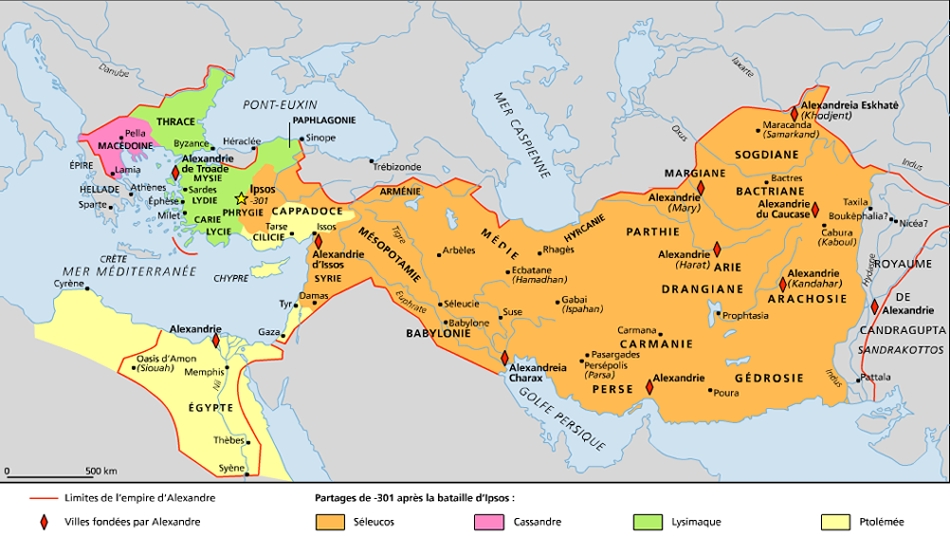 Danube
PONT-EUXIN
MER CASPIENNE
Iaxarte
Oxus
Indus
THRACE
Pella
MACÉDOINE
Byzance
Héraclée
PAPHLAGONIE
Sinope
Trébizonde
ÉPIRE
Lamia
Alexandrie
de Troade
MYSIE
HELLADE
Athènes
Sparte
Sardes
LYDIE
Éphèse
Milet
CARIE
LYCIE
Ipsos
-301
PHRYGIE
CAPPADOCE
ARMÉNIE
Tarse
CILICIE
Issos
Alexandrie
d'Issos
SYRIE
CRÈTE
MER MÉDITERRANÉE
CHYPRE
Cyrène
Tyr
Damas
Gaza
Alexandrie
Oasis d'Amon
(Siouah)
Memphis
Nil
ÉGYPTE
Thèbes
Syène
MÉSOPOTAMIE
Tigre
Euphrate
Arbèles
MÉDIE
Rhagès
Ecbatane
(Hamadhan)
Séleucie
Babylone
BABYLONIE
Suse
Gabai
(Ispahan)
Alexandreia
Charax
GOLFE PERSIQUE
HYRCANIE
PARTHIE
MARGIANE
Alexandrie
(Mary)
SOGDIANE
Maracanda
(Samarkand)
Alexandreia Eskhaté
(Khodjent)
Bactres
BACTRIANE
Alexandrie
du Caucase
Cabura
(Kaboul)
Taxila
Boukèphalia?
Nicéa?
Alexandrie
(Harat)
ARIE
DRANGIANE
Alexandrie
(Kandahar)
ARACHOSIE
Prophtasia
Hydaspe
ROYAUME
DE
Alexandrie
CANDRAGUPTA
SANDRAKOTTOS
Carmana
CARMANIE
Pasargades
Persépolis
(Parsa)
PERSE
Alexandrie
Poura
GÉDROSIE
Indus
Pattala
0 500 km
Limites de l'empire d'Alexandre
Villes fondées par Alexandre
Partages de -301 après la bataille d'Ipsos :
Séleucos
Cassandre
Lysimaque
Ptolémée